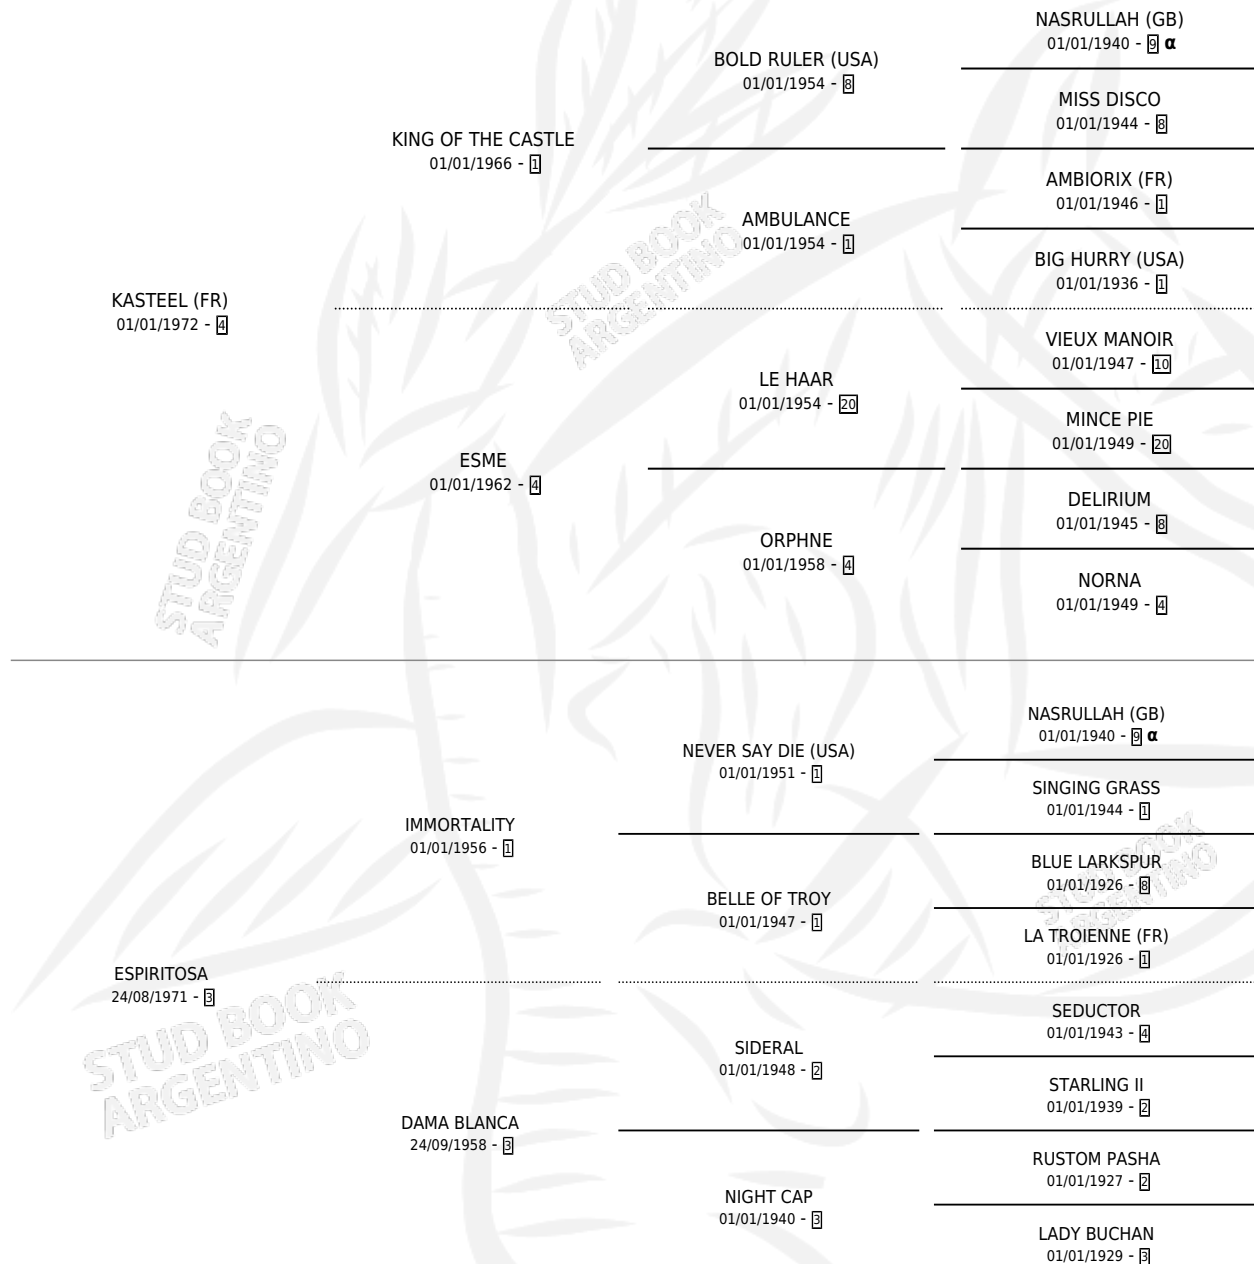 NASRULLAH (GB)
01/01/1940 - 9 α
BOLD RULER (USA)
01/01/1954 - 8
MISS DISCO
01/01/1944 - 8
KING OF THE CASTLE
01/01/1966 - 1
AMBIORIX (FR)
01/01/1946 - 1
AMBULANCE
01/01/1954 - 1
BIG HURRY (USA)
01/01/1936 - 1
KASTEEL (FR)
01/01/1972 - 4
VIEUX MANOIR
01/01/1947 - 10
LE HAAR
01/01/1954 - 20
MINCE PIE
01/01/1949 - 20
ESME
01/01/1962 - 4
DELIRIUM
01/01/1945 - 8
ORPHNE
01/01/1958 - 4
NORNA
01/01/1949 - 4
NASRULLAH (GB)
01/01/1940 - 9 α
NEVER SAY DIE (USA)
01/01/1951 - 1
SINGING GRASS
01/01/1944 - 1
IMMORTALITY
01/01/1956 - 1
BLUE LARKSPUR
01/01/1926 - 8
BELLE OF TROY
01/01/1947 - 1
LA TROIENNE (FR)
01/01/1926 - 1
ESPIRITOSA
24/08/1971 - 3
SEDUCTOR
01/01/1943 - 4
SIDERAL
01/01/1948 - 2
STARLING II
01/01/1939 - 2
DAMA BLANCA
24/09/1958 - 3
RUSTOM PASHA
01/01/1927 - 2
NIGHT CAP
01/01/1940 - 3
LADY BUCHAN
01/01/1929 - 3
STUD BOOK
ARGENTINO
STUD BOOK
ARGENTINO
STUD BOOK
ARGENTINO
STUD BOOK
ARGENTINO